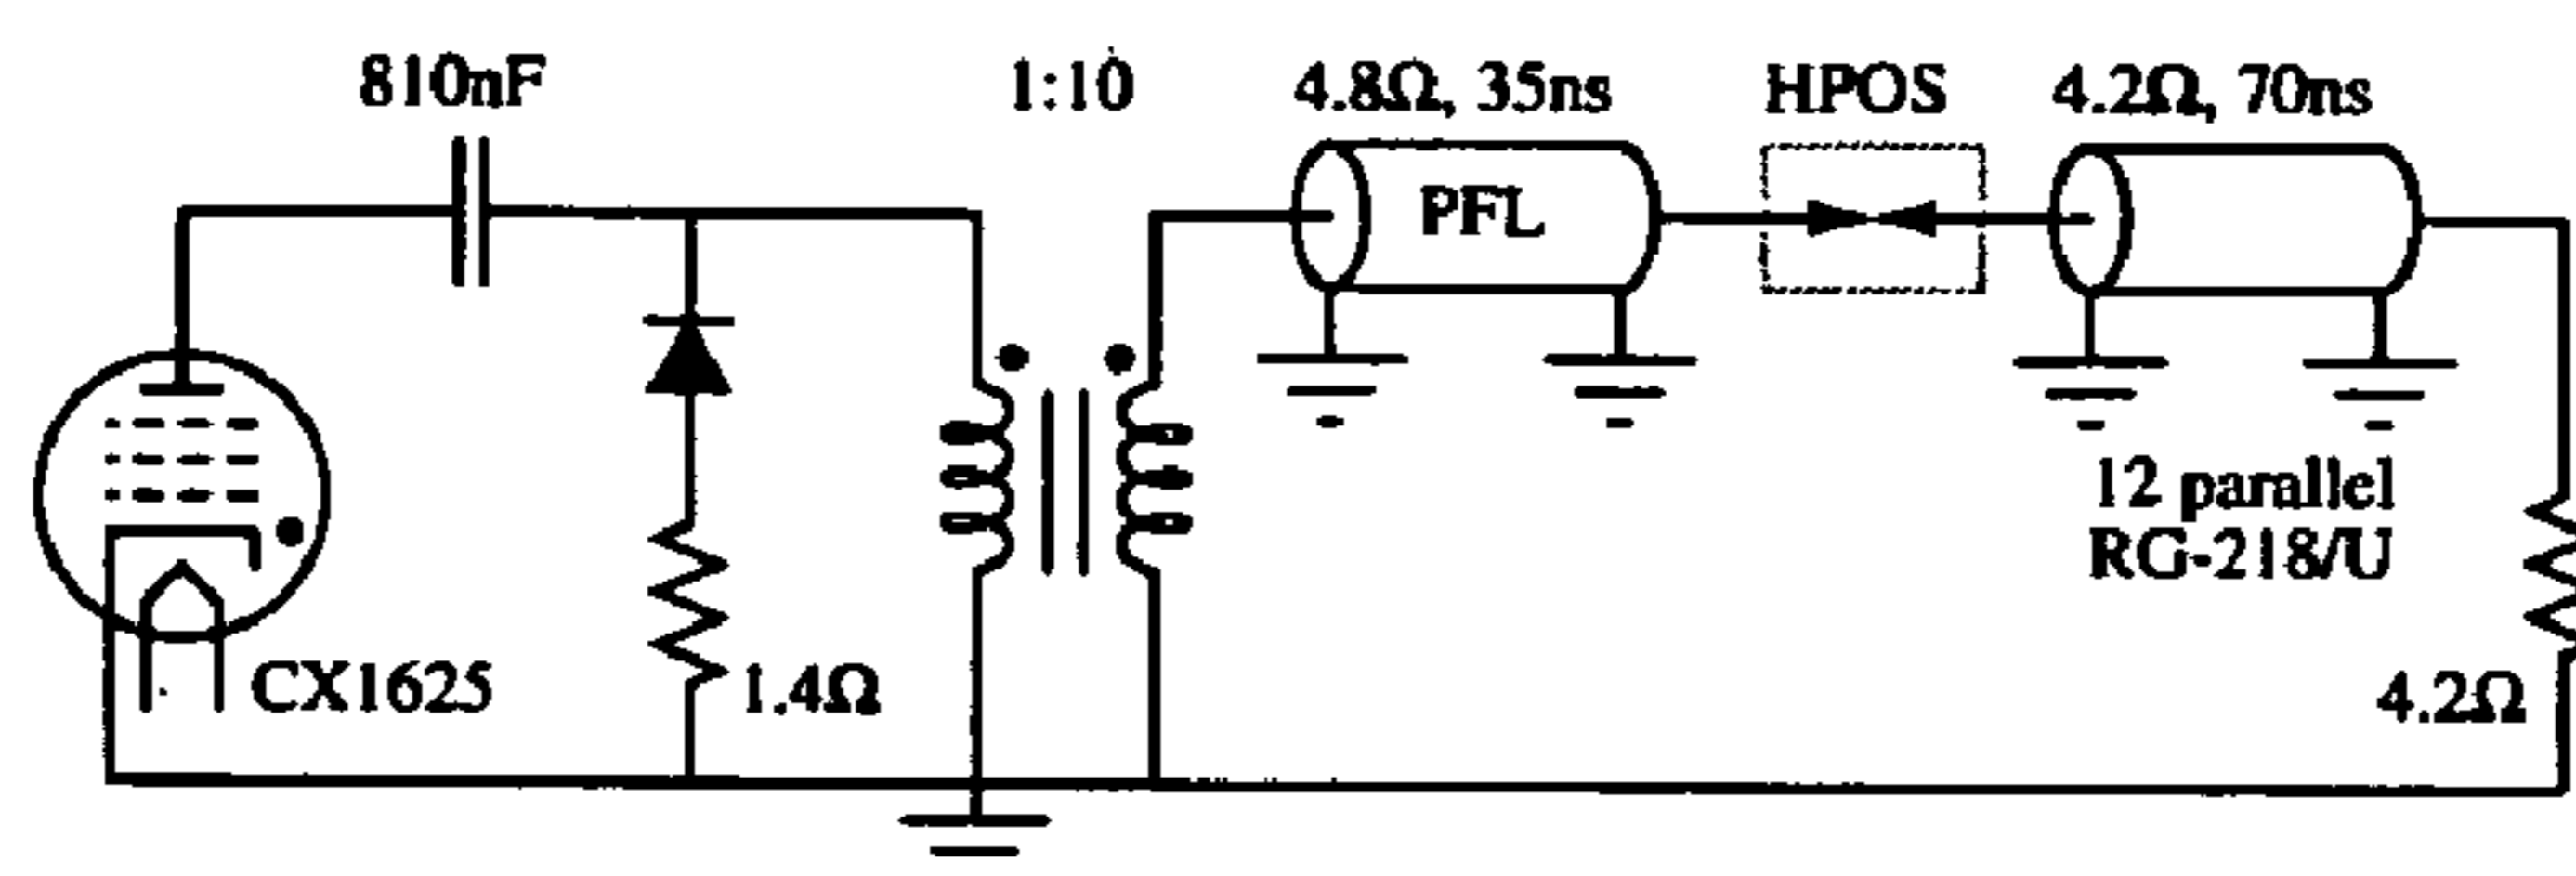 810nF
1:10
4.8Ω, 35ns
HPOS
4.2Ω, 70ns
PFL
12 parallel
RG-218/U
CX1625
1.4Ω
4.2Ω